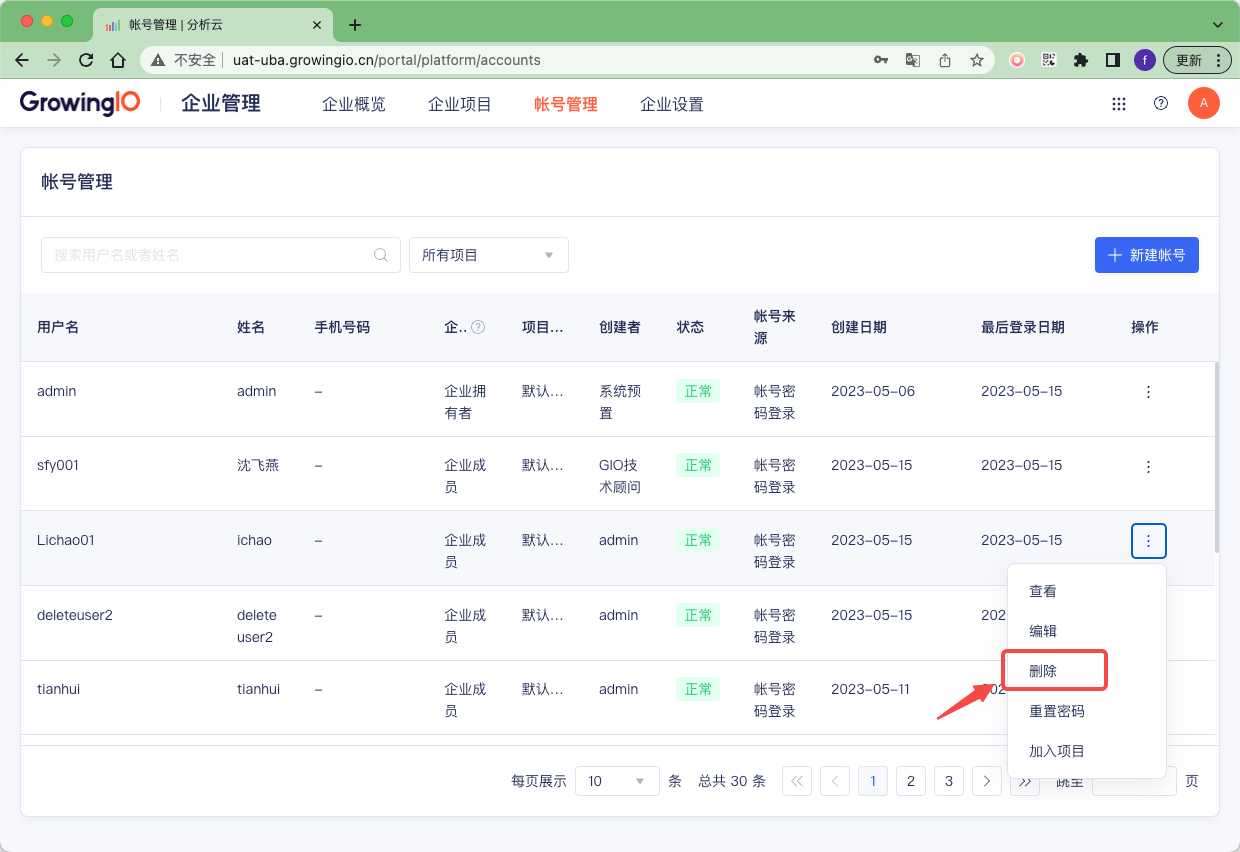 帐号管理 | 分析云
不安全 uat-uba.growingio.cn/portal/platform/accounts f 更新
GrowingIO 企业管理 企业概览 企业项目 帐号管理 企业设置 A
帐号管理
搜索用户名或者姓名 所有项目 新建帐号
用户名 姓名 手机号码 企.. 项目... 创建者 状态 帐号来源 创建日期 最后登录日期 操作
admin admin – 企业拥有者 默认... 系统预置 正常 帐号密码登录 2023-05-06 2023-05-15
sfy001 沈飞燕 – 企业成员 默认... GIO技术顾问 正常 帐号密码登录 2023-05-15 2023-05-15
Lichao01 ichao – 企业成员 默认... admin 正常 帐号密码登录 2023-05-15 2023-05-15
deleteuser2 deleteuser2 – 企业成员 默认... admin 正常 帐号密码登录 2023-05-15 202
tianhui tianhui – 企业成员 默认... admin 正常 帐号密码登录 2023-05-11 202
查看
编辑
删除
重置密码
加入项目
每页展示 10 条 总共 30 条 1 2 3 跳至 页